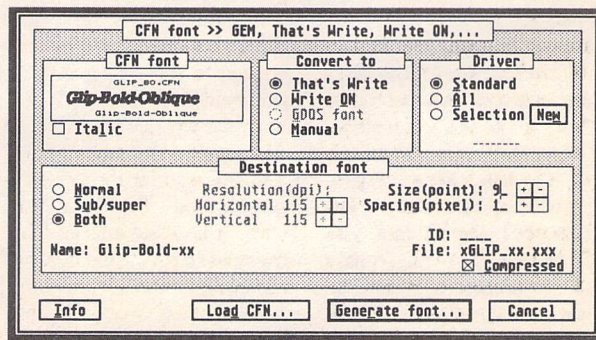 CFN font >> GEM, That's Write, Write ON,...
CFN font
GLIP_BO.CFN
Glip-Bold-Oblique
Glip-Bold-Oblique
Italic
Convert to
That's Write
Write ON
GDOS font
Manual
Driver
Standard
All
Selection New
--------
Destination font
Normal
Sub/super
Both
Resolution(dpi):
Horizontal 115 + -
Vertical 115 + -
Size(point): 9_ + -
Spacing(pixel): 1_ + -
ID: ____
Name: Glip-Bold-xx
File: xGLIP_xx.xxx
Compressed
Info
Load CFN...
Generate font...
Cancel